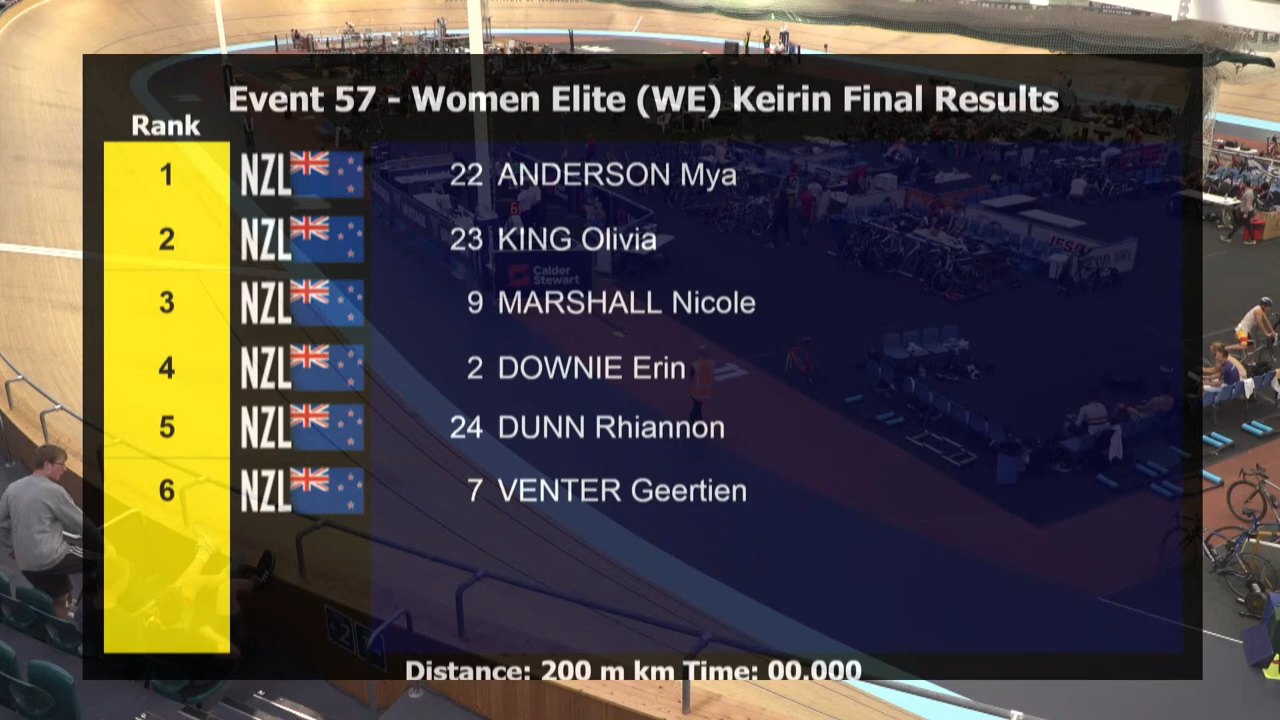 Event 57 - Women Elite (WE) Keirin Final Results
Rank
1 NZL 22 ANDERSON Mya
2 NZL 23 KING Olivia
3 NZL 9 MARSHALL Nicole
4 NZL 2 DOWNIE Erin
5 NZL 24 DUNN Rhiannon
6 NZL 7 VENTER Geertien
Distance: 200 m km Time: 00.000
Calder
Stewart